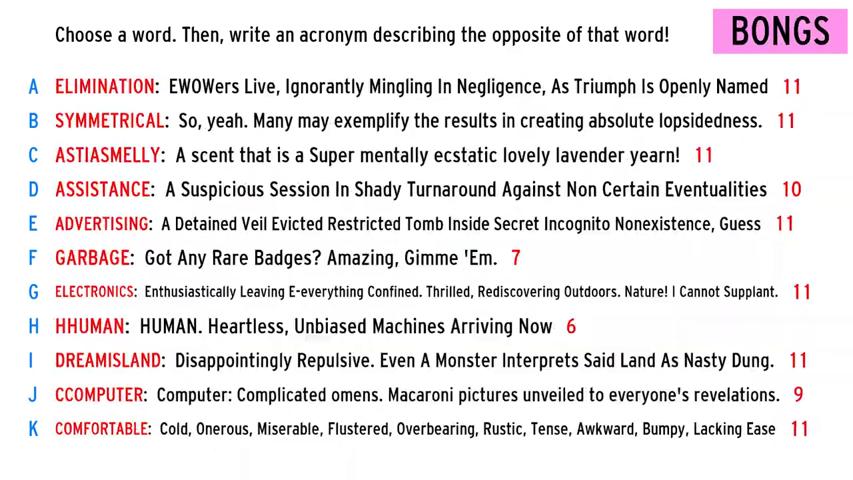 Choose a word. Then, write an acronym describing the opposite of that word!
BONGS
A ELIMINATION: EWOWers Live, Ignorantly Mingling In Negligence, As Triumph Is Openly Named 11
B SYMMETRICAL: So, yeah. Many may exemplify the results in creating absolute lopsidedness. 11
C ASTIASMELLY: A scent that is a Super mentally ecstatic lovely lavender yearn! 11
D ASSISTANCE: A Suspicious Session In Shady Turnaround Against Non Certain Eventualities 10
E ADVERTISING: A Detained Veil Evicted Restricted Tomb Inside Secret Incognito Nonexistence, Guess 11
F GARBAGE: Got Any Rare Badges? Amazing, Gimme 'Em. 7
G ELECTRONICS: Enthusiastically Leaving E-everything Confined. Thrilled, Rediscovering Outdoors. Nature! I Cannot Supplant. 11
H HHUMAN: HUMAN. Heartless, Unbiased Machines Arriving Now 6
I DREAMISLAND: Disappointingly Repulsive. Even A Monster Interprets Said Land As Nasty Dung. 11
J CCOMPUTER: Computer: Complicated omens. Macaroni pictures unveiled to everyone's revelations. 9
K COMFORTABLE: Cold, Onerous, Miserable, Flustered, Overbearing, Rustic, Tense, Awkward, Bumpy, Lacking Ease 11